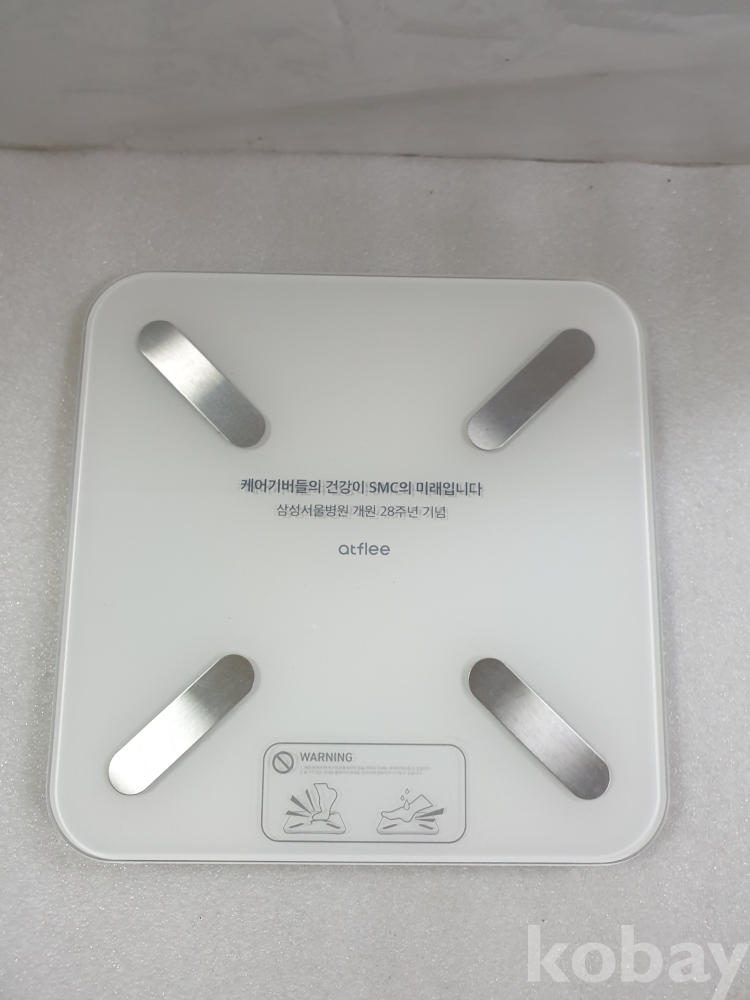 케어기버들의 건강이 SMC의 미래입니다
삼성서울병원 개원 28주년 기념
atflee
WARNING
kobay